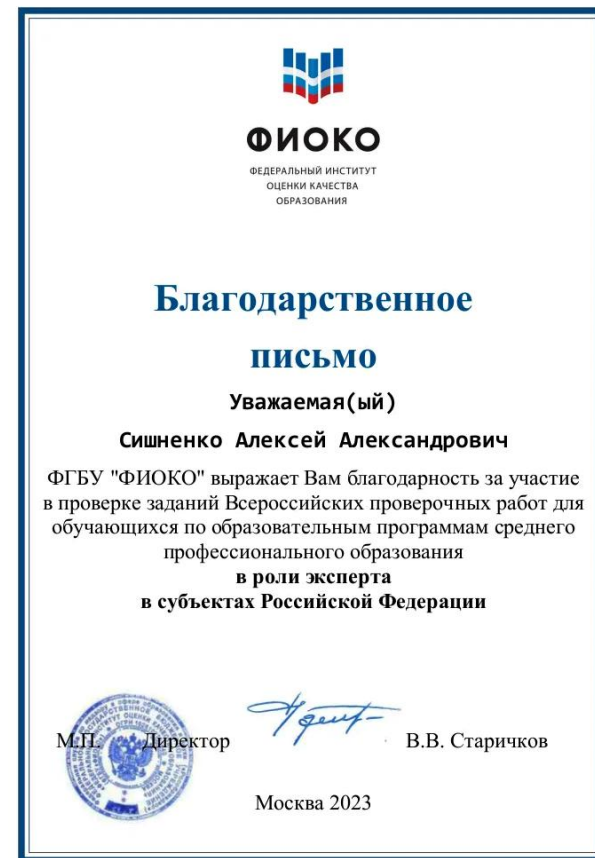 ФИОКО
ФЕДЕРАЛЬНЫЙ ИНСТИТУТ
ОЦЕНКИ КАЧЕСТВА
ОБРАЗОВАНИЯ
Благодарственное
письмо
Уважаемая(ый)
Сишненко Алексей Александрович
ФГБУ "ФИОКО" выражает Вам благодарность за участие
в проверке заданий Всероссийских проверочных работ для
обучающихся по образовательным программам среднего
профессионального образования
в роли эксперта
в субъектах Российской Федерации
М.П. Директор В.В. Старичков
Москва 2023